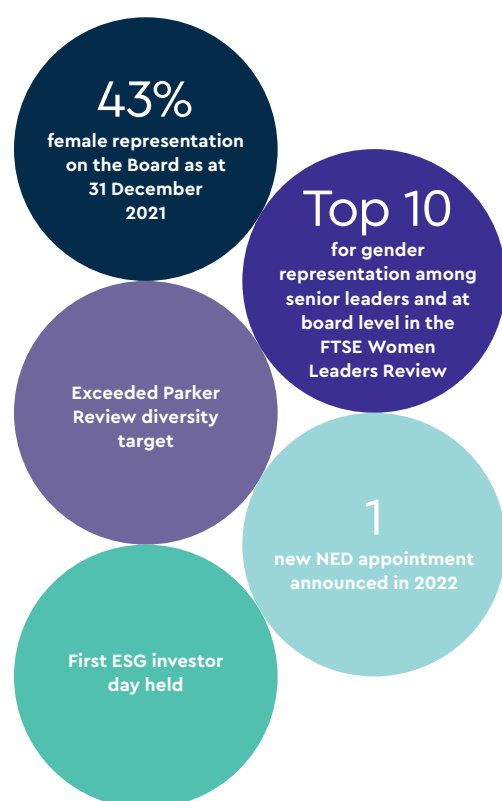 43%
female representation
on the Board as at
31 December
2021
Top 10
for gender
representation among
senior leaders and at
board level in the
FTSE Women
Leaders Review
Exceeded Parker
Review diversity
target
1
new NED appointment
announced in 2022
First ESG investor
day held